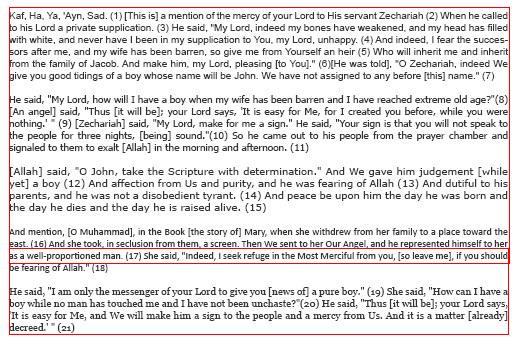 Kaf, Ha, Ya, 'Ayn, Sad. (1) [This is] a mention of the mercy of your Lord to His servant Zechariah (2) When he called
to his Lord a private supplication. (3) He said, "My Lord, indeed my bones have weakened, and my head has filled
with white, and never have I been in my supplication to You, my Lord, unhappy. (4) And indeed, I fear the succes-
sors after me, and my wife has been barren, so give me from Yourself an heir (5) Who will inherit me and inherit
from the family of Jacob. And make him, my Lord, pleasing [to You]." (6)[He was told], "O Zechariah, indeed We
give you good tidings of a boy whose name will be John. We have not assigned to any before [this] name." (7)
He said, "My Lord, how will I have a boy when my wife has been barren and I have reached extreme old age?"(8)
[An angel] said, "Thus [it will be]; your Lord says, 'It is easy for Me, for I created you before, while you were
nothing.' " (9) [Zechariah] said, "My Lord, make for me a sign." He said, "Your sign is that you will not speak to
the people for three nights, [being] sound."(10) So he came out to his people from the prayer chamber and
signaled to them to exalt [Allah] in the morning and afternoon. (11)
[Allah] said, "O John, take the Scripture with determination." And We gave him judgement [while
yet] a boy (12) And affection from Us and purity, and he was fearing of Allah (13) And dutiful to his
parents, and he was not a disobedient tyrant. (14) And peace be upon him the day he was born and
the day he dies and the day he is raised alive. (15)
And mention, [O Muhammad], in the Book [the story of] Mary, when she withdrew from her family to a place toward the
east. (16) And she took, in seclusion from them, a screen. Then We sent to her Our Angel, and he represented himself to her
as a well-proportioned man. (17) She said, "Indeed, I seek refuge in the Most Merciful from you, [so leave me], if you should
be fearing of Allah." (18)
He said, "I am only the messenger of your Lord to give you [news of] a pure boy." (19) She said, "How can I have a
boy while no man has touched me and I have not been unchaste?"(20) He said, "Thus [it will be]; your Lord says,
'It is easy for Me, and We will make him a sign to the people and a mercy from Us. And it is a matter [already]
decreed.' " (21)